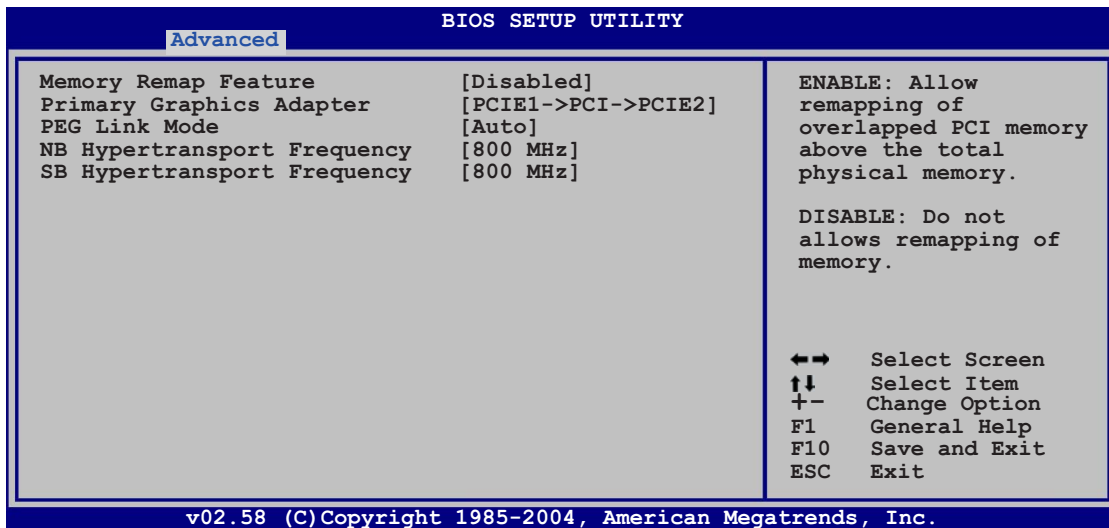 BIOS SETUP UTILITY
Advanced
Memory Remap Feature [Disabled]
Primary Graphics Adapter [PCIE1->PCI->PCIE2]
PEG Link Mode [Auto]
NB Hypertransport Frequency [800 MHz]
SB Hypertransport Frequency [800 MHz]
ENABLE: Allow
remapping of
overlapped PCI memory
above the total
physical memory.
DISABLE: Do not
allows remapping of
memory.
←→ Select Screen
↑↓ Select Item
+- Change Option
F1 General Help
F10 Save and Exit
ESC Exit
v02.58 (C)Copyright 1985-2004, American Megatrends, Inc.